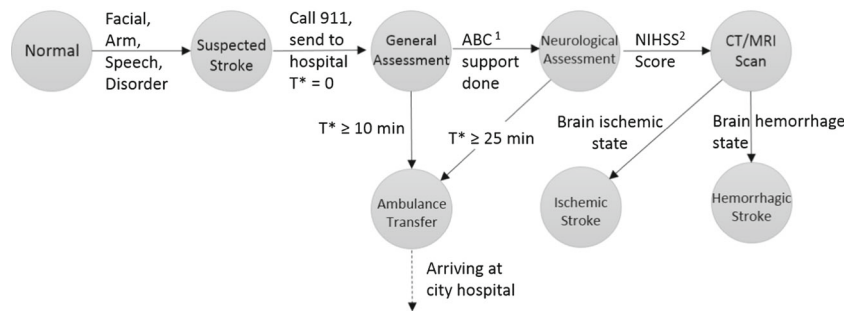 Normal
Facial,
Arm,
Speech,
Disorder
Suspected
Stroke
Call 911,
send to
hospital
T* = 0
General
Assessment
ABC¹
support
done
Neurological
Assessment
NIHSS²
Score
CT/MRI
Scan
T* ≥ 10 min
T* ≥ 25 min
Brain ischemic
state
Brain hemorrhage
state
Ambulance
Transfer
Ischemic
Stroke
Hemorrhagic
Stroke
Arriving at
city hospital